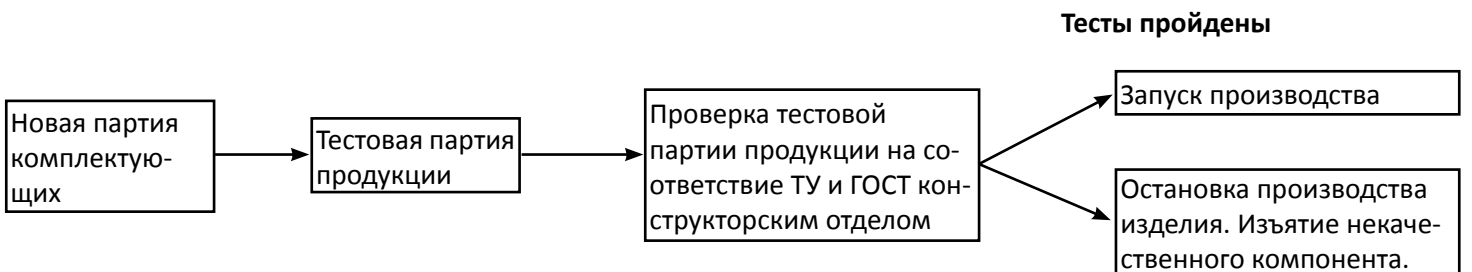 Тесты пройдены
Новая партия
комплектую-
щих
Тестовая партия
продукции
Проверка тестовой
партии продукции на со-
ответствие ТУ и ГОСТ кон-
структорским отделом
Запуск производства
Остановка производства
изделия. Изъятие некаче-
ственного компонента.